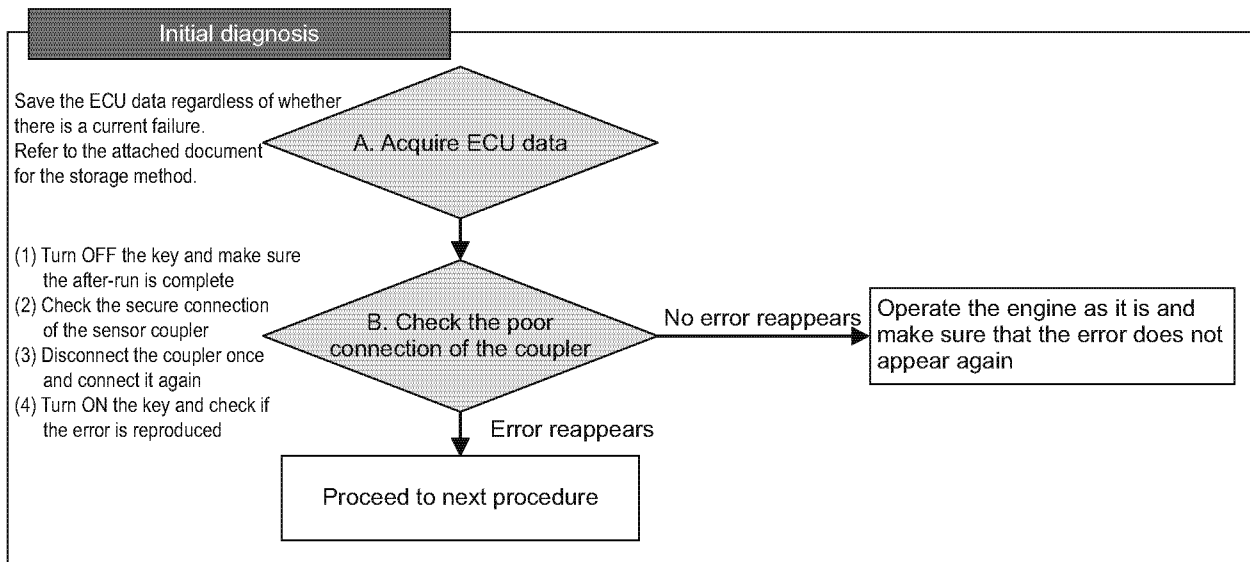 Initial diagnosis
Save the ECU data regardless of whether
there is a current failure.
Refer to the attached document
for the storage method.
A. Acquire ECU data
(1) Turn OFF the key and make sure
the after-run is complete
(2) Check the secure connection
of the sensor coupler
(3) Disconnect the coupler once
and connect it again
(4) Turn ON the key and check if
the error is reproduced
B. Check the poor
connection of the coupler
No error reappears
Operate the engine as it is and
make sure that the error does not
appear again
Error reappears
Proceed to next procedure